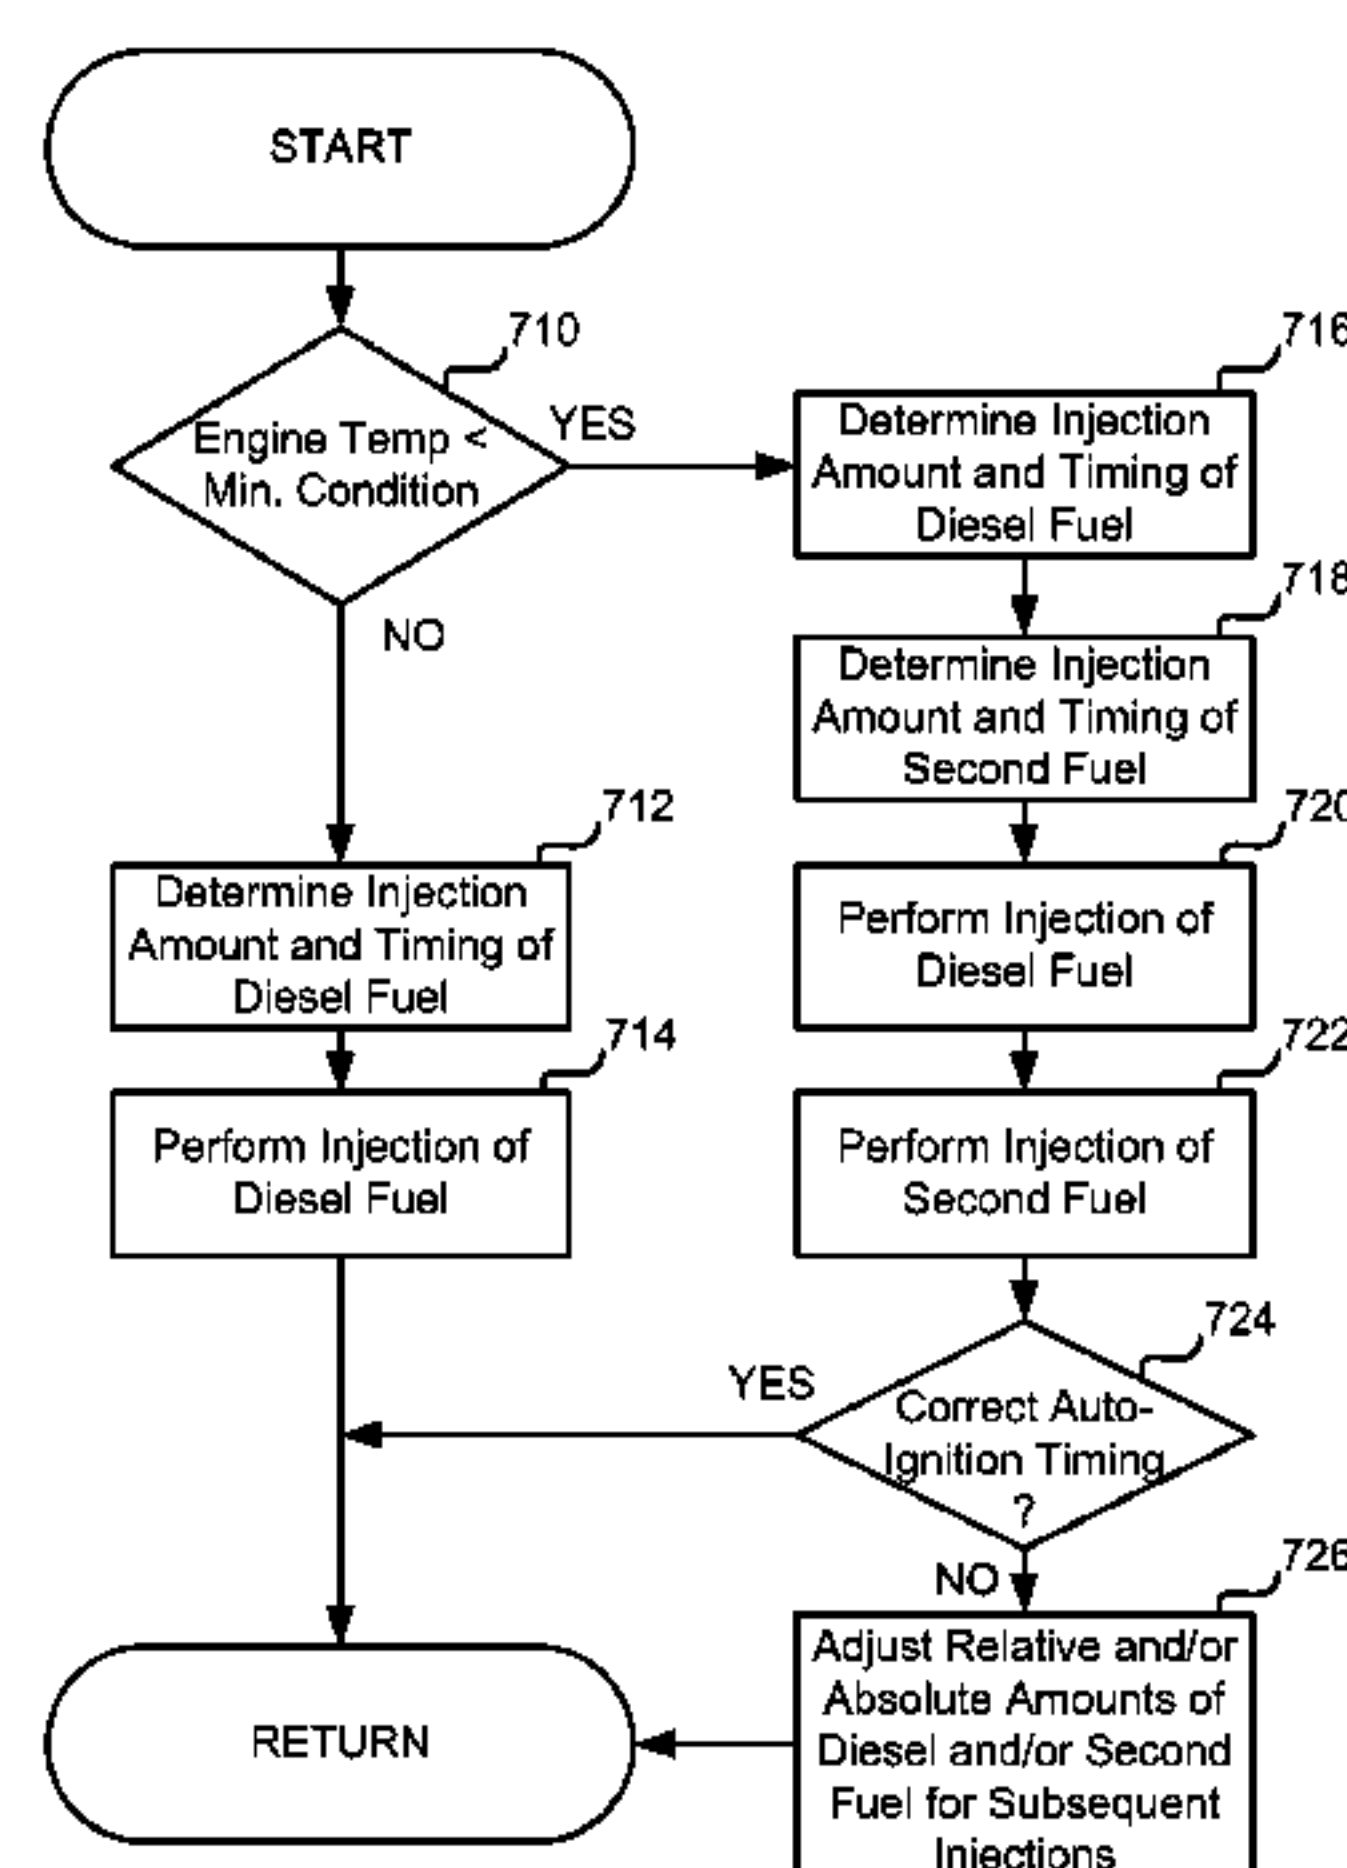 START
710
Engine Temp <
Min. Condition
YES
NO
716
Determine Injection
Amount and Timing of
Diesel Fuel
718
Determine Injection
Amount and Timing of
Second Fuel
712
Determine Injection
Amount and Timing of
Diesel Fuel
720
Perform Injection of
Diesel Fuel
714
Perform Injection of
Diesel Fuel
722
Perform Injection of
Second Fuel
724
Correct Auto-
Ignition Timing
?
YES
NO
726
Adjust Relative and/or
Absolute Amounts of
Diesel and/or Second
Fuel for Subsequent
Injections
RETURN